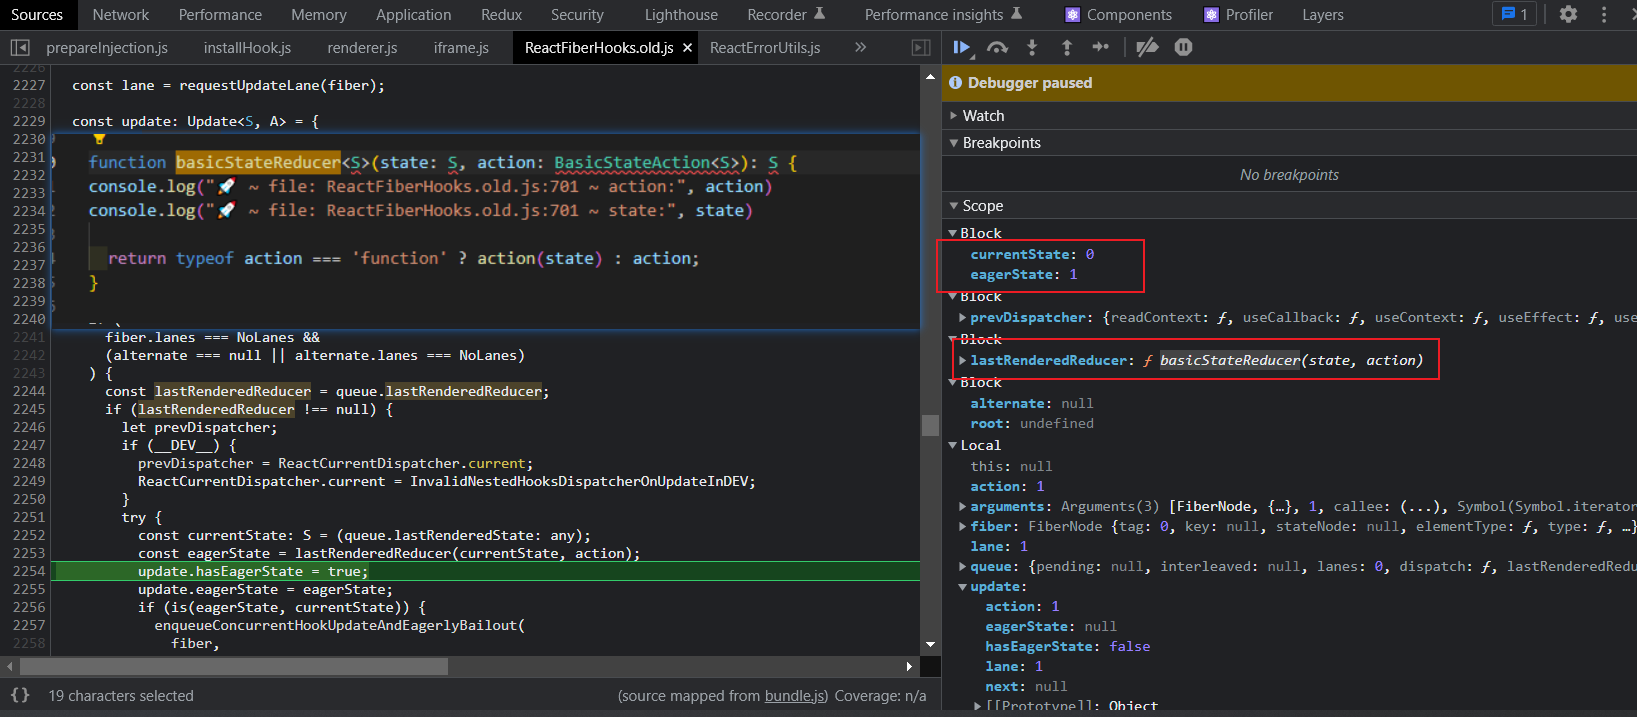 Sources Network Performance Memory Application Redux Security Lighthouse Recorder Performance insights Components Profiler Layers 1
prepareInjection.js installHook.js renderer.js iframe.js ReactFiberHooks.old.js × ReactErrorUtils.js »
2226
2227 const lane = requestUpdateLane(fiber);
2228
2229 const update: Update<S, A> = {
2230
2231 function basicStateReducer<S>(state: S, action: BasicStateAction<S>): S {
2232
2233 console.log("🚀 ~ file: ReactFiberHooks.old.js:701 ~ action:", action)
2234 console.log("🚀 ~ file: ReactFiberHooks.old.js:701 ~ state:", state)
2235
2236
2237 return typeof action === 'function' ? action(state) : action;
2238 }
2239
2240
2241 fiber.lanes === NoLanes &&
2242 (alternate === null || alternate.lanes === NoLanes)
2243 ) {
2244 const lastRenderedReducer = queue.lastRenderedReducer;
2245 if (lastRenderedReducer !== null) {
2246 let prevDispatcher;
2247 if (__DEV__) {
2248 prevDispatcher = ReactCurrentDispatcher.current;
2249 ReactCurrentDispatcher.current = InvalidNestedHooksDispatcherOnUpdateInDEV;
2250 }
2251 try {
2252 const currentState: S = (queue.lastRenderedState: any);
2253 const eagerState = lastRenderedReducer(currentState, action);
2254 update.hasEagerState = true;
2255 update.eagerState = eagerState;
2256 if (is(eagerState, currentState)) {
2257 enqueueConcurrentHookUpdateAndEagerlyBailout(
2258 fiber,
{} 19 characters selected (source mapped from bundle.js) Coverage: n/a
Debugger paused
Watch
Breakpoints
No breakpoints
Scope
Block
currentState: 0
eagerState: 1
Block
prevDispatcher: {readContext: ƒ, useCallback: ƒ, useContext: ƒ, useEffect: ƒ, use
Block
lastRenderedReducer: ƒ basicStateReducer(state, action)
Block
alternate: null
root: undefined
Local
this: null
action: 1
arguments: Arguments(3) [FiberNode, {…}, 1, callee: (...), Symbol(Symbol.iterator
fiber: FiberNode {tag: 0, key: null, stateNode: null, elementType: ƒ, type: ƒ, …}
lane: 1
queue: {pending: null, interleaved: null, lanes: 0, dispatch: ƒ, lastRenderedRedu
update:
action: 1
eagerState: null
hasEagerState: false
lane: 1
next: null
[[Prototype]]: Object